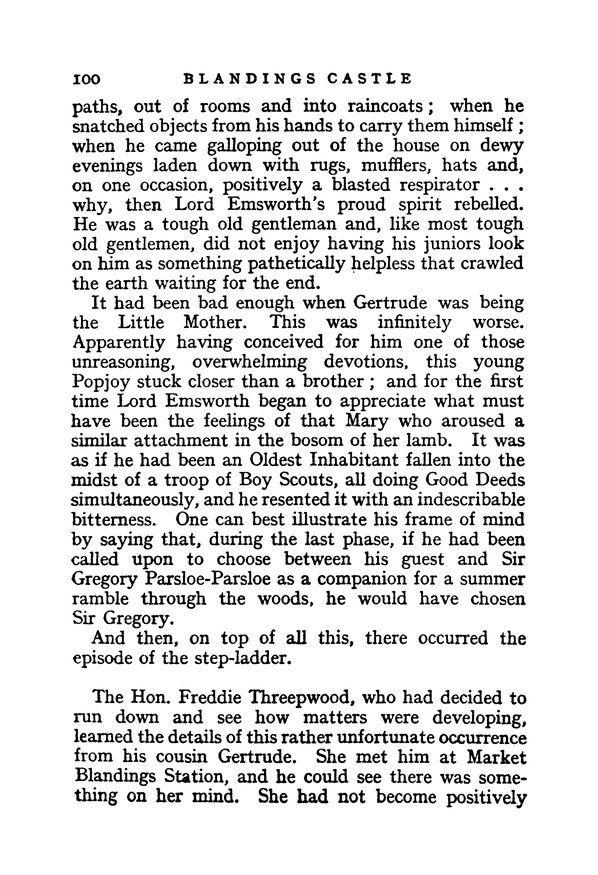 100 BLANDINGS CASTLE
paths, out of rooms and into raincoats ; when he
snatched objects from his hands to carry them himself ;
when he came galloping out of the house on dewy
evenings laden down with rugs, mufflers, hats and,
on one occasion, positively a blasted respirator . . .
why, then Lord Emsworth's proud spirit rebelled.
He was a tough old gentleman and, like most tough
old gentlemen, did not enjoy having his juniors look
on him as something pathetically helpless that crawled
the earth waiting for the end.
It had been bad enough when Gertrude was being
the Little Mother. This was infinitely worse.
Apparently having conceived for him one of those
unreasoning, overwhelming devotions, this young
Popjoy stuck closer than a brother ; and for the first
time Lord Emsworth began to appreciate what must
have been the feelings of that Mary who aroused a
similar attachment in the bosom of her lamb. It was
as if he had been an Oldest Inhabitant fallen into the
midst of a troop of Boy Scouts, all doing Good Deeds
simultaneously, and he resented it with an indescribable
bitterness. One can best illustrate his frame of mind
by saying that, during the last phase, if he had been
called upon to choose between his guest and Sir
Gregory Parsloe-Parsloe as a companion for a summer
ramble through the woods, he would have chosen
Sir Gregory.
And then, on top of all this, there occurred the
episode of the step-ladder.
The Hon. Freddie Threepwood, who had decided to
run down and see how matters were developing,
learned the details of this rather unfortunate occurrence
from his cousin Gertrude. She met him at Market
Blandings Station, and he could see there was some-
thing on her mind. She had not become positively